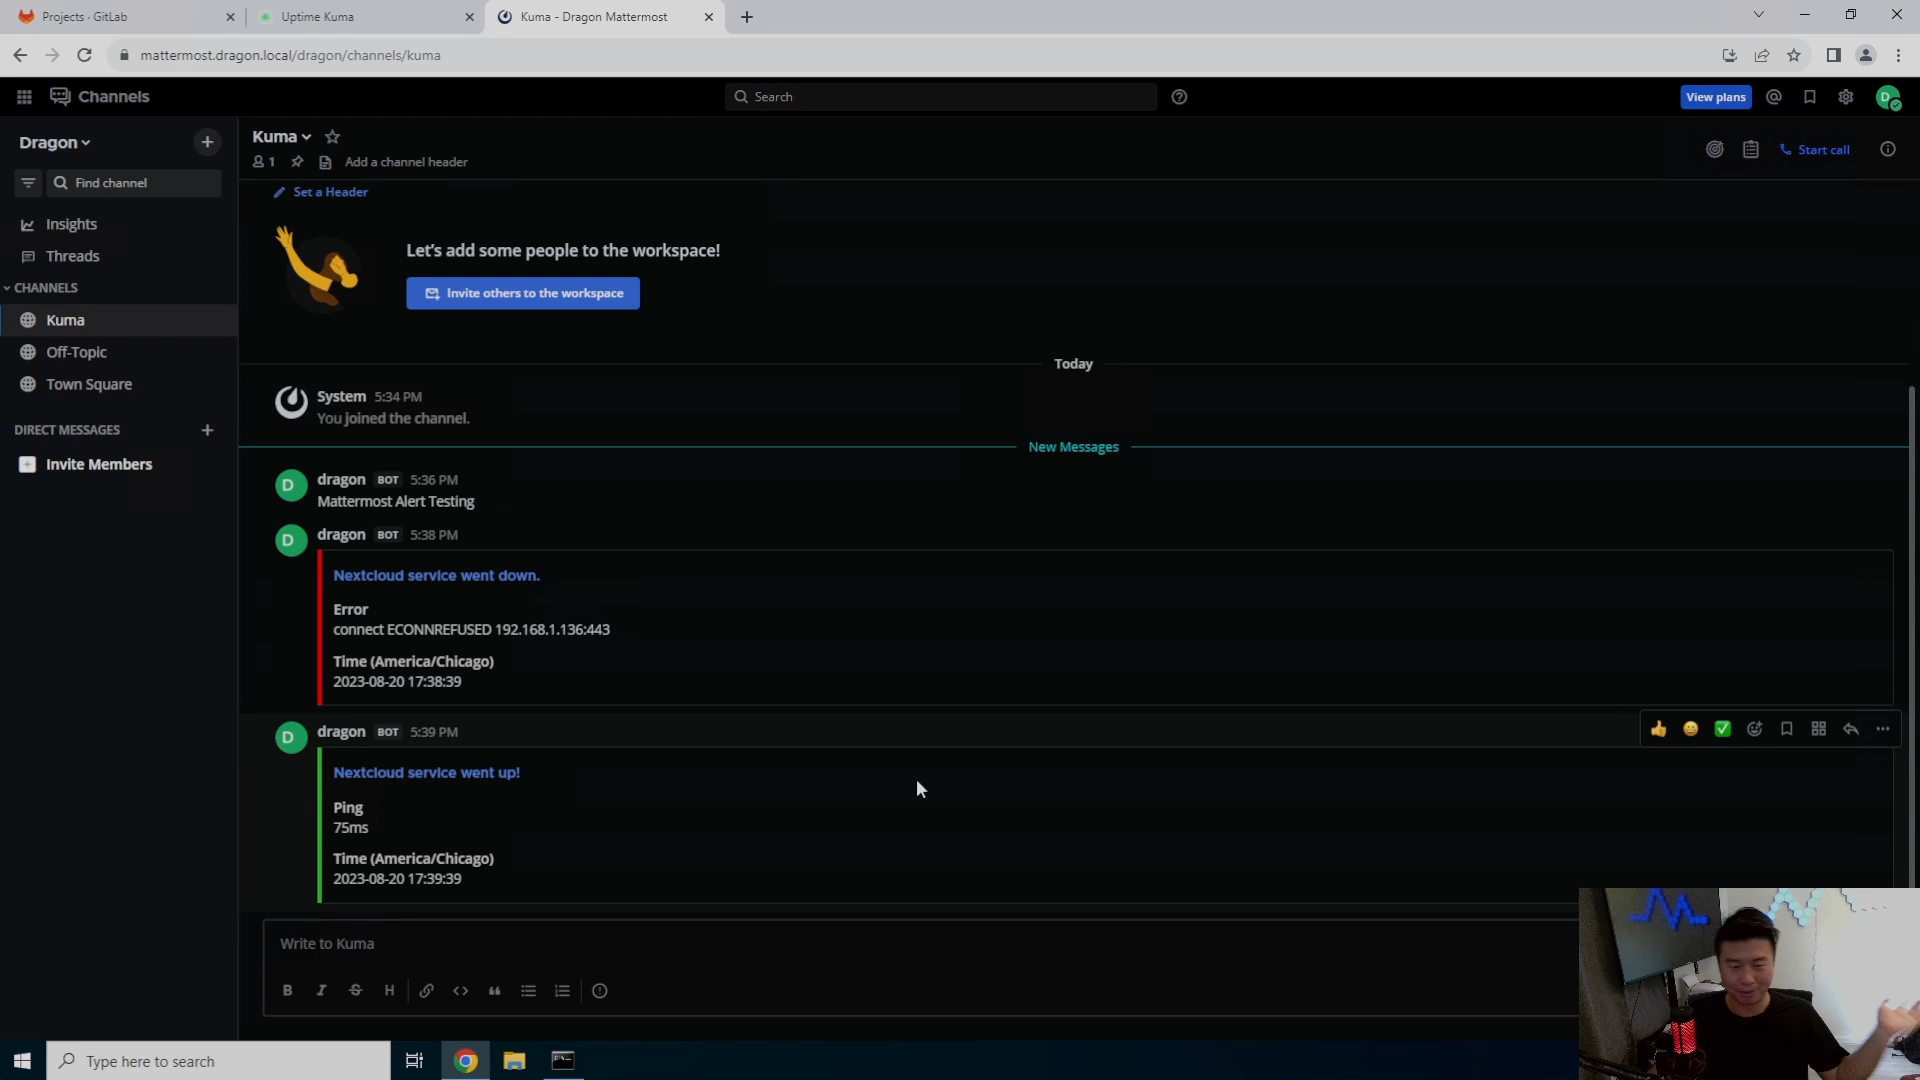 Projects · GitLab
Uptime Kuma
Kuma - Dragon Mattermost
mattermost.dragon.local/dragon/channels/kuma
Channels
Search
View plans
D
Dragon
Find channel
Insights
Threads
CHANNELS
Kuma
Off-Topic
Town Square
DIRECT MESSAGES
Invite Members
Kuma
1
Add a channel header
Start call
Set a Header
Let's add some people to the workspace!
Invite others to the workspace
Today
System 5:34 PM
You joined the channel.
New Messages
D
dragon BOT 5:36 PM
Mattermost Alert Testing
D
dragon BOT 5:38 PM
Nextcloud service went down.
Error
connect ECONNREFUSED 192.168.1.136:443
Time (America/Chicago)
2023-08-20 17:38:39
D
dragon BOT 5:39 PM
Nextcloud service went up!
Ping
75ms
Time (America/Chicago)
2023-08-20 17:39:39
Write to Kuma
B I S H
Type here to search